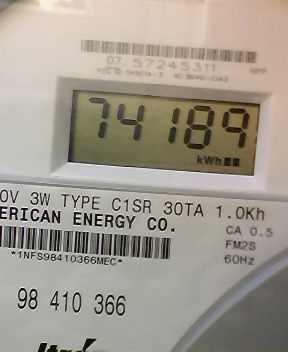 07 57245311
74189
kWh
0V 3W TYPE C1SR 30TA 1.0Kh
ERICAN ENERGY CO.
CA 0.5
FM2S
*1NFS98410366MEC*
60Hz
98 410 366
Itron